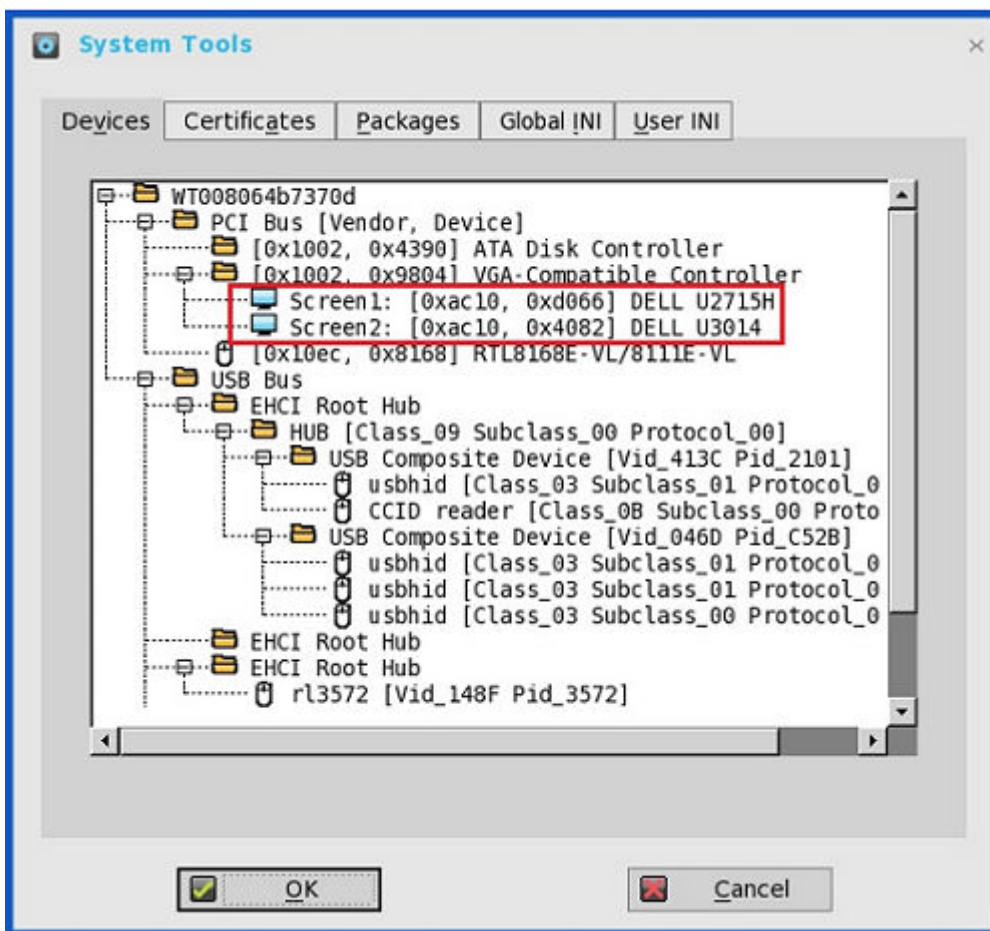 System Tools
Devices Certificates Packages Global INI User INI
WT008064b7370d
PCI Bus [Vendor, Device]
[0x1002, 0x4390] ATA Disk Controller
[0x1002, 0x9804] VGA-Compatible Controller
Screen1: [0xac10, 0xd066] DELL U2715H
Screen2: [0xac10, 0x4082] DELL U3014
[0x10ec, 0x8168] RTL8168E-VL/8111E-VL
USB Bus
EHCI Root Hub
HUB [Class_09 Subclass_00 Protocol_00]
USB Composite Device [Vid_413C Pid_2101]
usbhid [Class_03 Subclass_01 Protocol_0
CCID reader [Class_0B Subclass_00 Proto
USB Composite Device [Vid_046D Pid_C52B]
usbhid [Class_03 Subclass_01 Protocol_0
usbhid [Class_03 Subclass_01 Protocol_0
usbhid [Class_03 Subclass_00 Protocol_0
EHCI Root Hub
EHCI Root Hub
rl3572 [Vid_148F Pid_3572]
OK Cancel